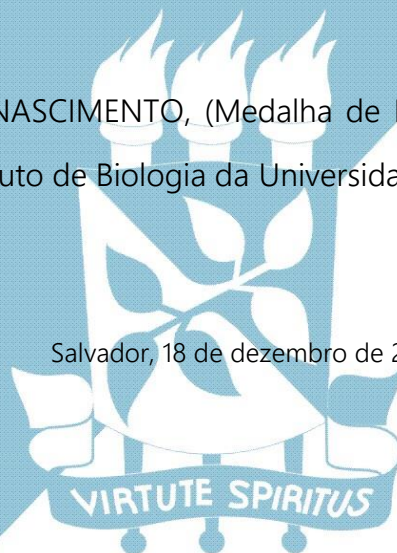 NASCIMENTO, (Medalha de
uto de Biologia da Universida
Salvador, 18 de dezembro de 2
VIRTUTE SPIRITUS